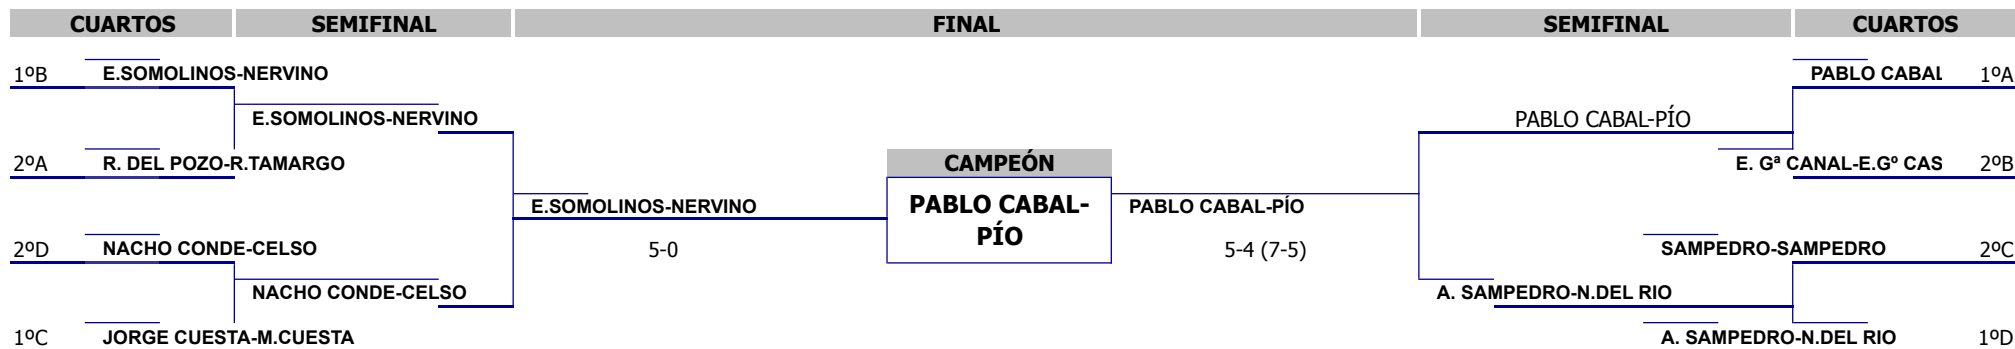 CUARTOS SEMIFINAL FINAL SEMIFINAL CUARTOS
1ºB E.SOMOLINOS-NERVINO PABLO CABAL 1ºA
E.SOMOLINOS-NERVINO PABLO CABAL-PÍO
2ºA R. DEL POZO-R.TAMARGO CAMPEÓN E. Gª CANAL-E.Gº CAS 2ºB
E.SOMOLINOS-NERVINO PABLO CABAL- PABLO CABAL-PÍO
PÍO
2ºD NACHO CONDE-CELSO 5-0 5-4 (7-5) SAMPEDRO-SAMPEDRO 2ºC
NACHO CONDE-CELSO A. SAMPEDRO-N.DEL RIO
1ºC JORGE CUESTA-M.CUESTA A. SAMPEDRO-N.DEL RIO 1ºD